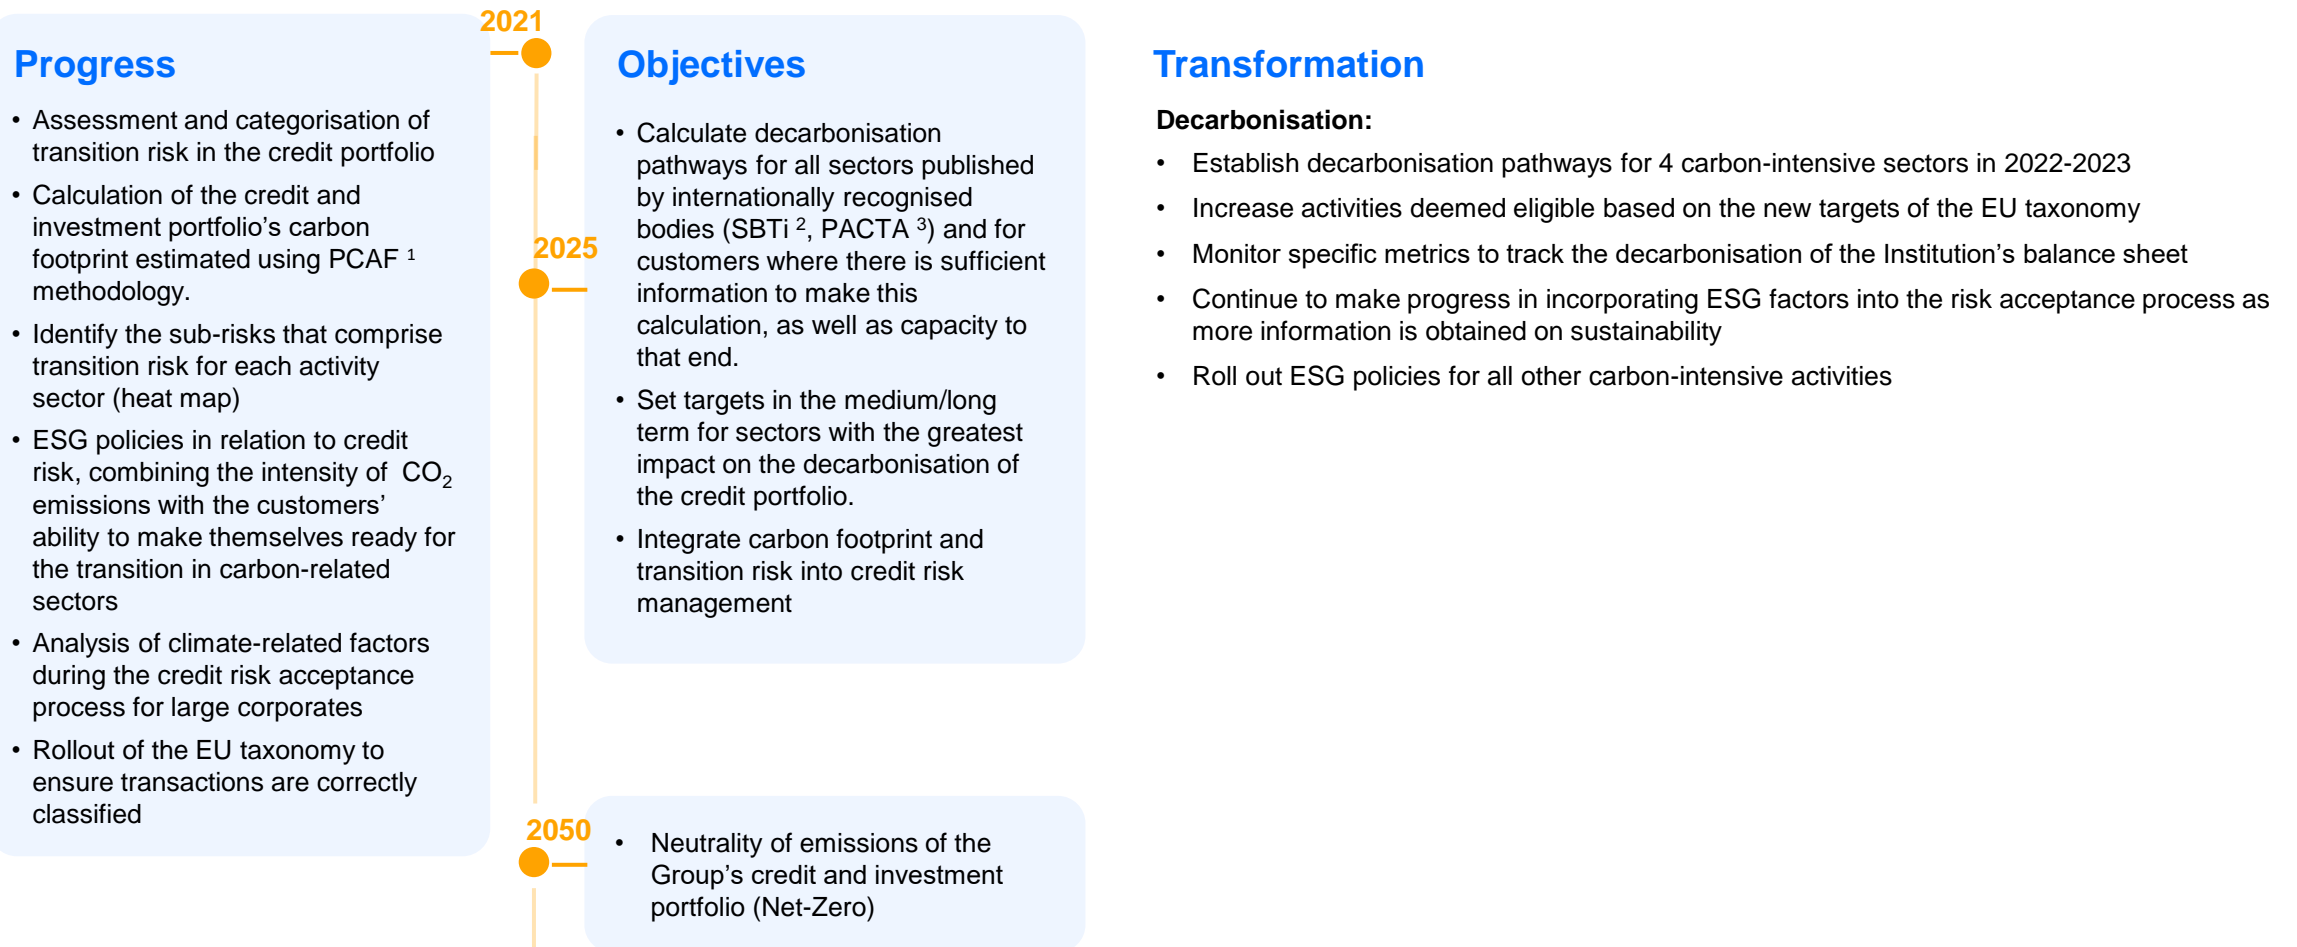 2021
Progress
• Assessment and categorisation of
transition risk in the credit portfolio
• Calculation of the credit and
investment portfolio’s carbon
footprint estimated using PCAF ¹
methodology.
• Identify the sub-risks that comprise
transition risk for each activity
sector (heat map)
• ESG policies in relation to credit
risk, combining the intensity of CO₂
emissions with the customers’
ability to make themselves ready for
the transition in carbon-related
sectors
• Analysis of climate-related factors
during the credit risk acceptance
process for large corporates
• Rollout of the EU taxonomy to
ensure transactions are correctly
classified
2025
Objectives
• Calculate decarbonisation
pathways for all sectors published
by internationally recognised
bodies (SBTi ², PACTA ³) and for
customers where there is sufficient
information to make this
calculation, as well as capacity to
that end.
• Set targets in the medium/long
term for sectors with the greatest
impact on the decarbonisation of
the credit portfolio.
• Integrate carbon footprint and
transition risk into credit risk
management
2050
• Neutrality of emissions of the
Group’s credit and investment
portfolio (Net-Zero)
Transformation
Decarbonisation:
• Establish decarbonisation pathways for 4 carbon-intensive sectors in 2022-2023
• Increase activities deemed eligible based on the new targets of the EU taxonomy
• Monitor specific metrics to track the decarbonisation of the Institution’s balance sheet
• Continue to make progress in incorporating ESG factors into the risk acceptance process as
more information is obtained on sustainability
• Roll out ESG policies for all other carbon-intensive activities